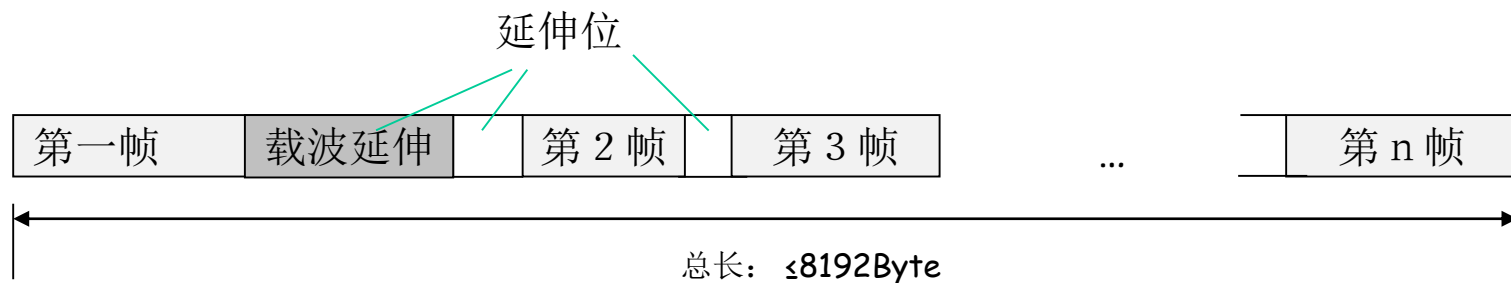 延伸位
第一帧 载波延伸 第2帧 第3帧 ... 第n帧
总长： ≤8192Byte